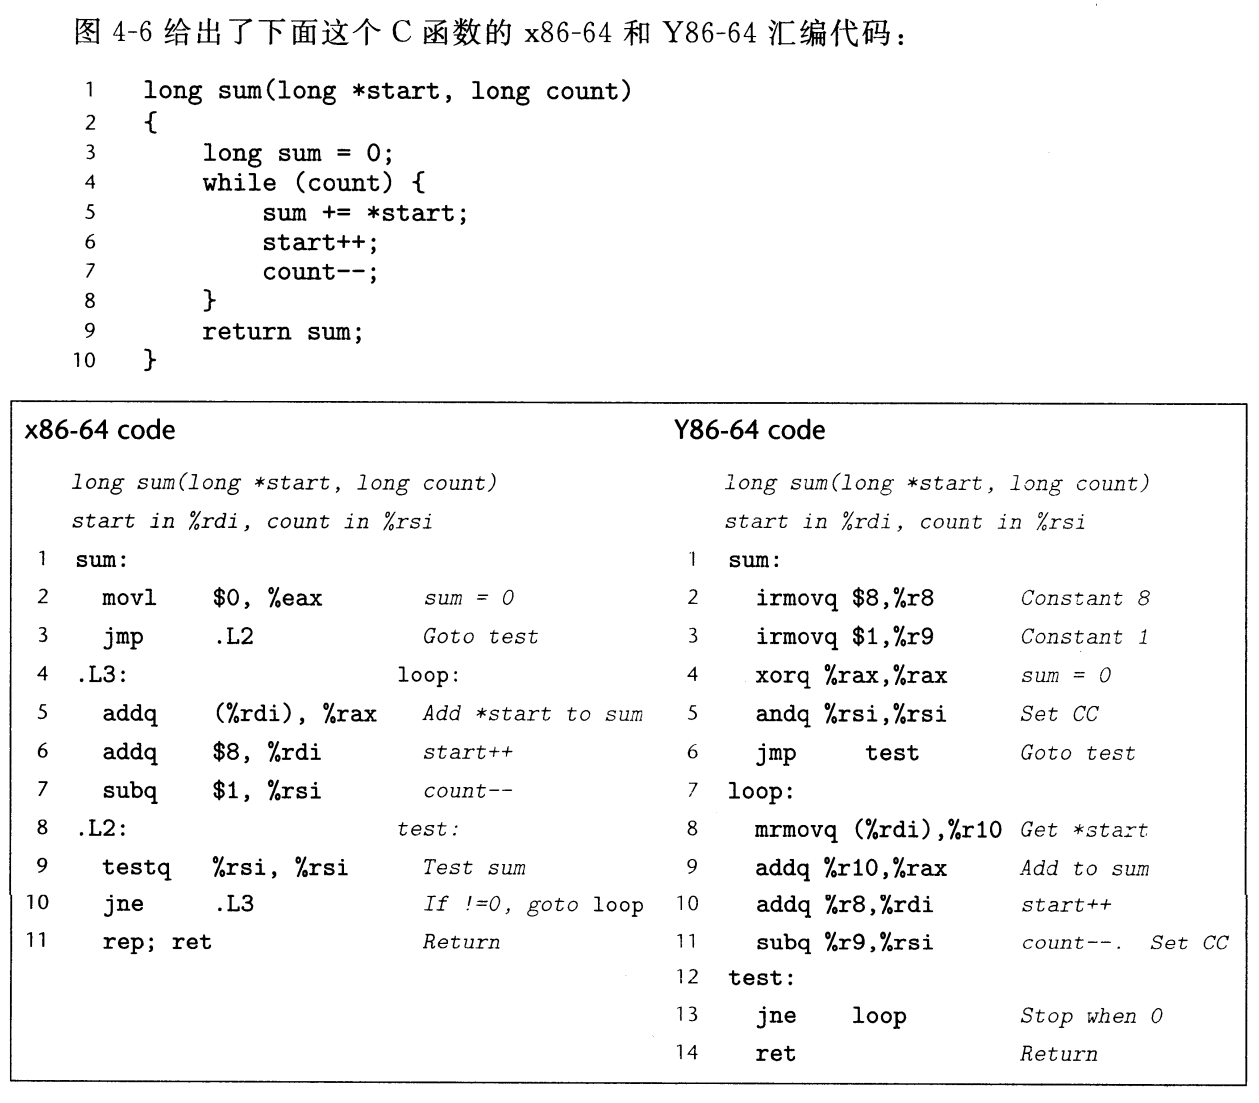 图 4-6 给出了下面这个 C 函数的 x86-64 和 Y86-64 汇编代码：
1 long sum(long *start, long count)
2 {
3 long sum = 0;
4 while (count) {
5 sum += *start;
6 start++;
7 count--;
8 }
9 return sum;
10 }
x86-64 code
long sum(long *start, long count)
start in %rdi, count in %rsi
1 sum:
2 movl $0, %eax sum = 0
3 jmp .L2 Goto test
4 .L3: loop:
5 addq (%rdi), %rax Add *start to sum
6 addq $8, %rdi start++
7 subq $1, %rsi count--
8 .L2: test:
9 testq %rsi, %rsi Test sum
10 jne .L3 If !=0, goto loop
11 rep; ret Return
Y86-64 code
long sum(long *start, long count)
start in %rdi, count in %rsi
1 sum:
2 irmovq $8,%r8 Constant 8
3 irmovq $1,%r9 Constant 1
4 xorq %rax,%rax sum = 0
5 andq %rsi,%rsi Set CC
6 jmp test Goto test
7 loop:
8 mrmovq (%rdi),%r10 Get *start
9 addq %r10,%rax Add to sum
10 addq %r8,%rdi start++
11 subq %r9,%rsi count--. Set CC
12 test:
13 jne loop Stop when 0
14 ret Return